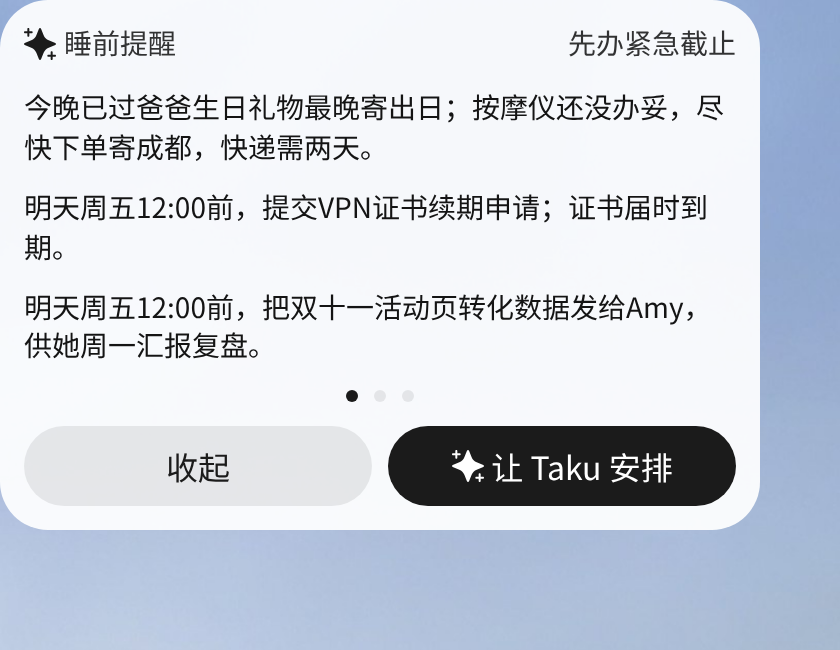 睡前提醒
先办紧急截止
今晚已过爸爸生日礼物最晚寄出日；按摩仪还没办妥，尽
快下单寄成都，快递需两天。
明天周五12:00前，提交VPN证书续期申请；证书届时到
期。
明天周五12:00前，把双十一活动页转化数据发给Amy，
供她周一汇报复盘。
收起
让 Taku 安排